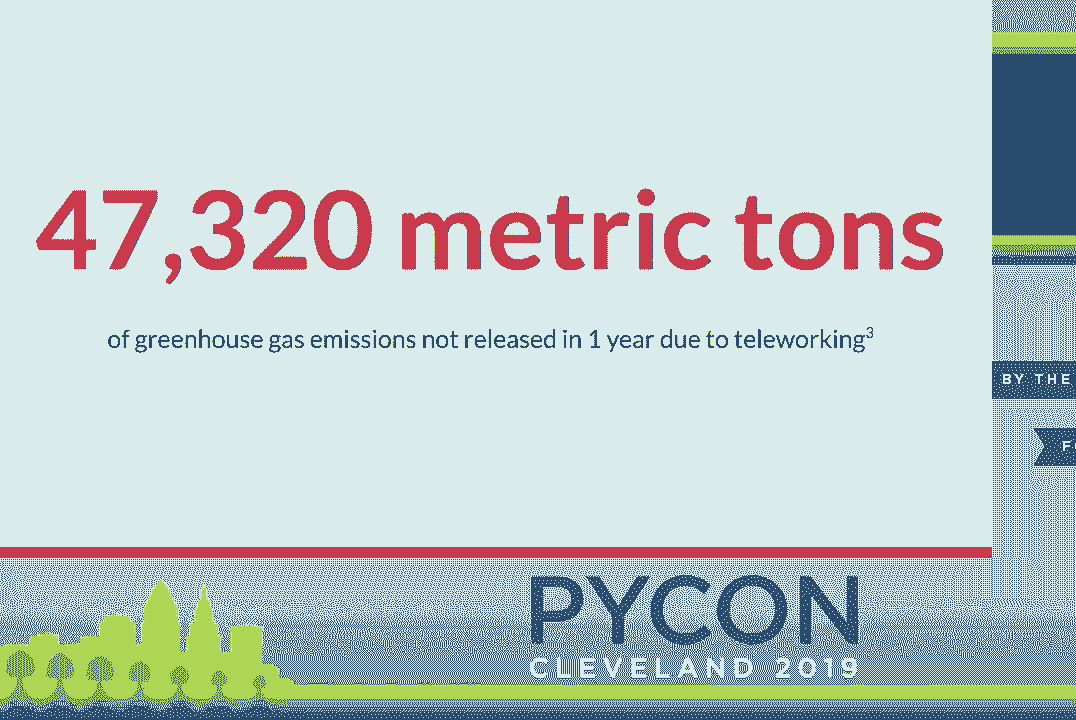 47,320 metric tons
of greenhouse gas emissions not released in 1 year due to teleworking³
BY THE
PYCON
CLEVELAND 2019